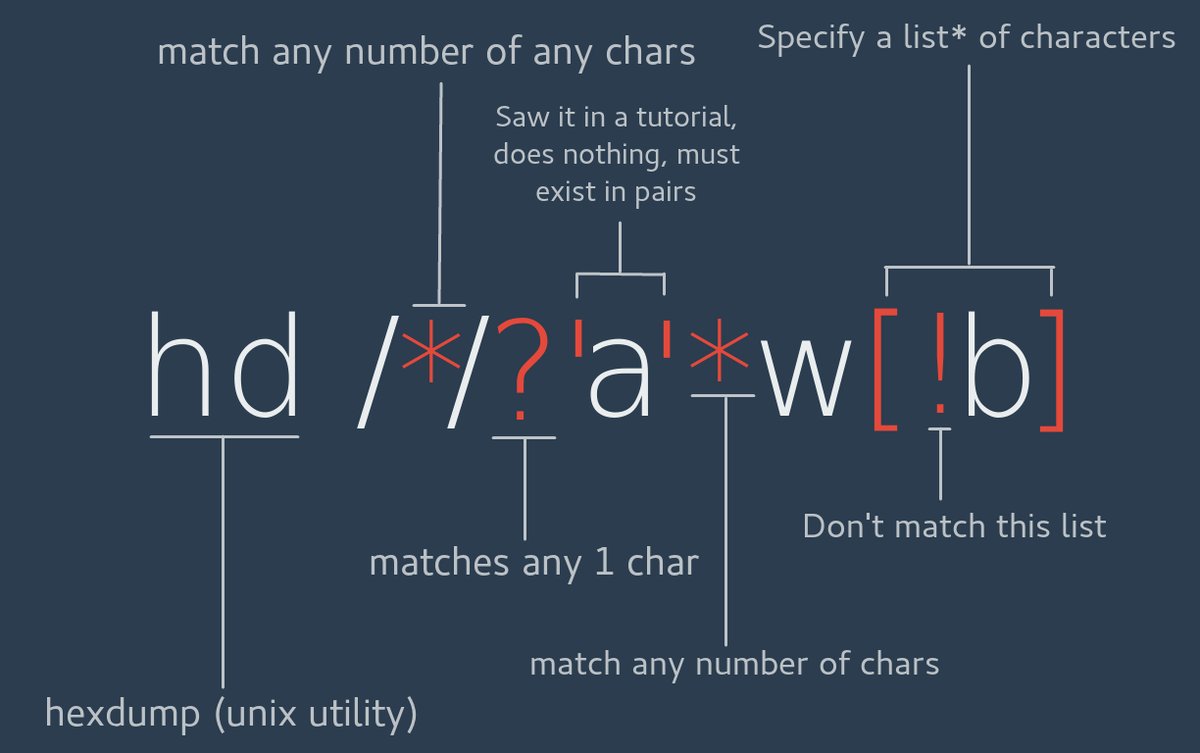 match any number of any chars
Specify a list* of characters
Saw it in a tutorial,
does nothing, must
exist in pairs
hd /*/?'a'*w[!b]
Don't match this list
matches any 1 char
match any number of chars
hexdump (unix utility)